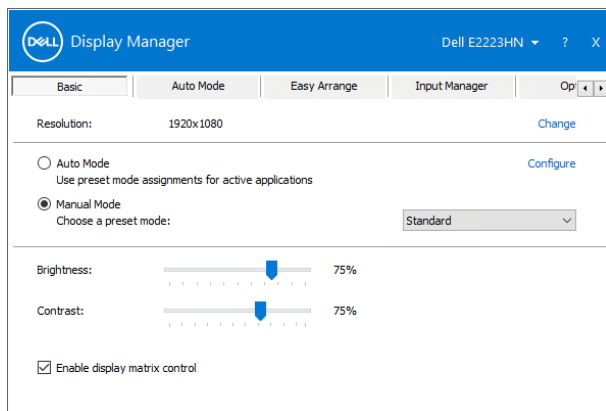 DELL Display Manager Dell E2223HN ? X
Basic Auto Mode Easy Arrange Input Manager Op
Resolution: 1920x1080 Change
Auto Mode Configure
Use preset mode assignments for active applications
Manual Mode
Choose a preset mode: Standard
Brightness: 75%
Contrast: 75%
Enable display matrix control